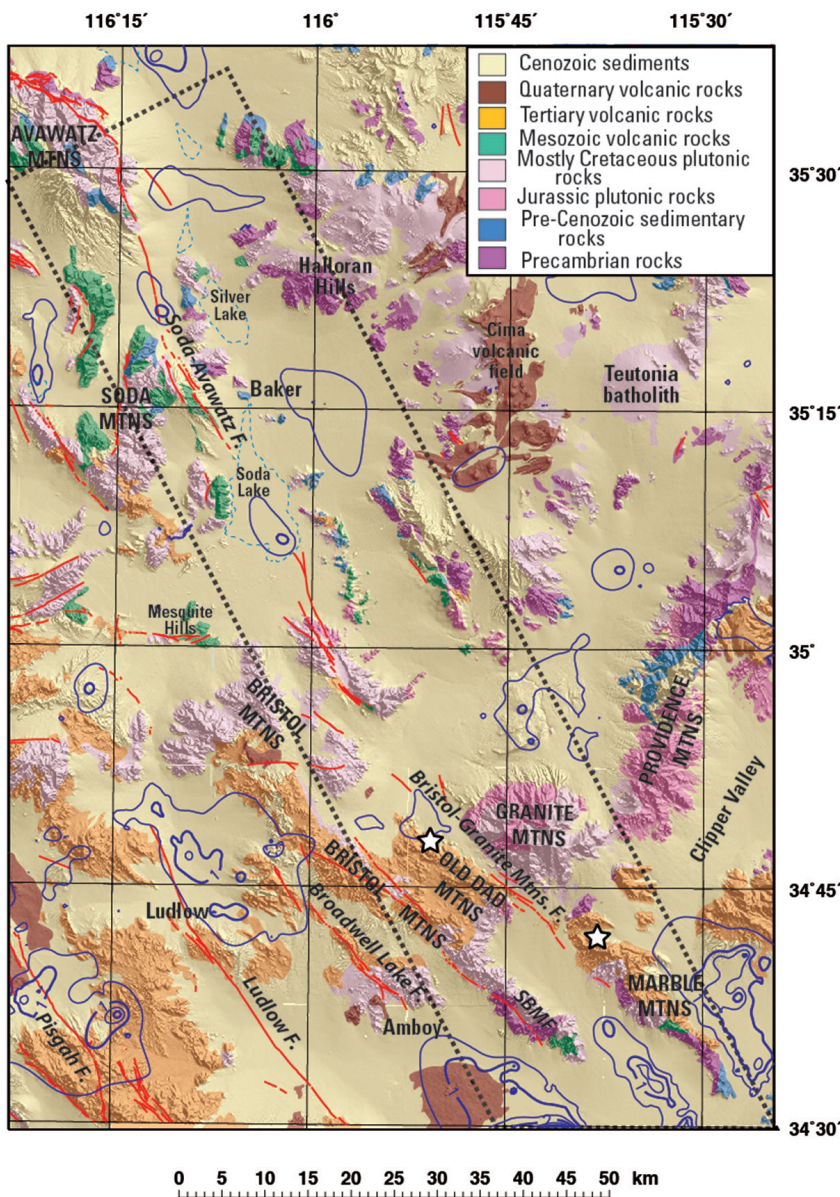 116˚15'
116˚
115˚45'
115˚30'
Cenozoic sediments
Quaternary volcanic rocks
Tertiary volcanic rocks
Mesozoic volcanic rocks
Mostly Cretaceous plutonic
rocks
Jurassic plutonic rocks
Pre-Cenozoic sedimentary
rocks
Precambrian rocks
AVAWATZ
MTNS
35˚30'
Halloran
Hills
Silver
Lake
Soda-Avawatz F.
Cima
volcanic
field
Teutonia
batholith
Baker
SODA
MTNS
35˚15'
Soda
Lake
Mesquite
Hills
35˚
BRISTOL
MTNS
PROVIDENCE
MTNS
Clipper Valley
Bristol-Granite Mtns. F.
GRANITE
MTNS
OLD DAD
MTNS
BRISTOL
MTNS
34˚45'
Ludlow
Broadwell Lake F.
Ludlow F.
MARBLE
MTNS
SBMF
Amboy
Pisgah F.
34˚30'
0 5 10 15 20 25 30 35 40 45 50 km